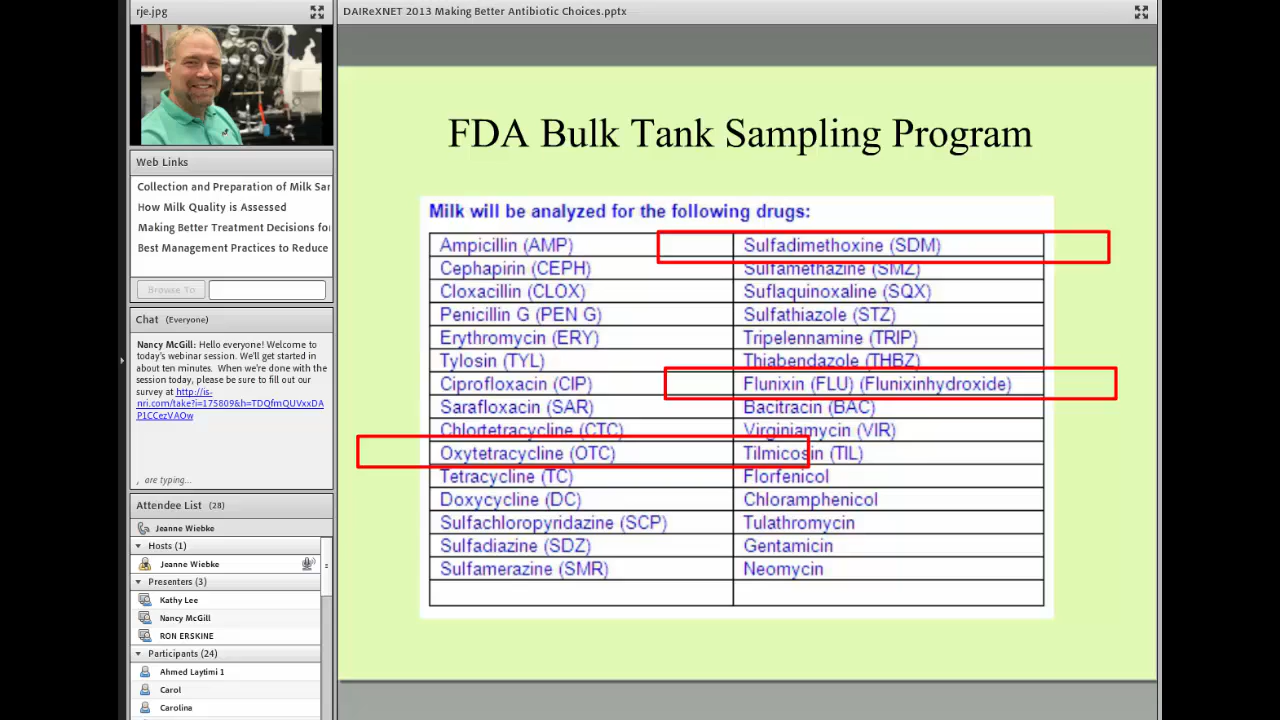 rje.jpg
DAIReXNET 2013 Making Better Antibiotic Choices.pptx
Web Links
Collection and Preparation of Milk Sar
How Milk Quality is Assessed
Making Better Treatment Decisions for
Best Management Practices to Reduce
Browse To
Chat (Everyone)
Nancy McGill: Hello everyone! Welcome to
today's webinar session. We'll get started in
about ten minutes. When we're done with the
session today, please be sure to fill out our
survey at http://is-
nri.com/take?i=175809&h=TDQfmQUVxxDA
P1CCezVAOw
, are typing...
Attendee List (28)
Jeanne Wiebke
Hosts (1)
Jeanne Wiebke
Presenters (3)
Kathy Lee
Nancy McGill
RON ERSKINE
Participants (24)
Ahmed Laytimi 1
Carol
Carolina
FDA Bulk Tank Sampling Program
Milk will be analyzed for the following drugs:
Ampicillin (AMP) Sulfadimethoxine (SDM)
Cephapirin (CEPH) Sulfamethazine (SMZ)
Cloxacillin (CLOX) Suflaquinoxaline (SQX)
Penicillin G (PEN G) Sulfathiazole (STZ)
Erythromycin (ERY) Tripelennamine (TRIP)
Tylosin (TYL) Thiabendazole (THBZ)
Ciprofloxacin (CIP) Flunixin (FLU) (Flunixinhydroxide)
Sarafloxacin (SAR) Bacitracin (BAC)
Chlortetracycline (CTC) Virginiamycin (VIR)
Oxytetracycline (OTC) Tilmicosin (TIL)
Tetracycline (TC) Florfenicol
Doxycycline (DC) Chloramphenicol
Sulfachloropyridazine (SCP) Tulathromycin
Sulfadiazine (SDZ) Gentamicin
Sulfamerazine (SMR) Neomycin